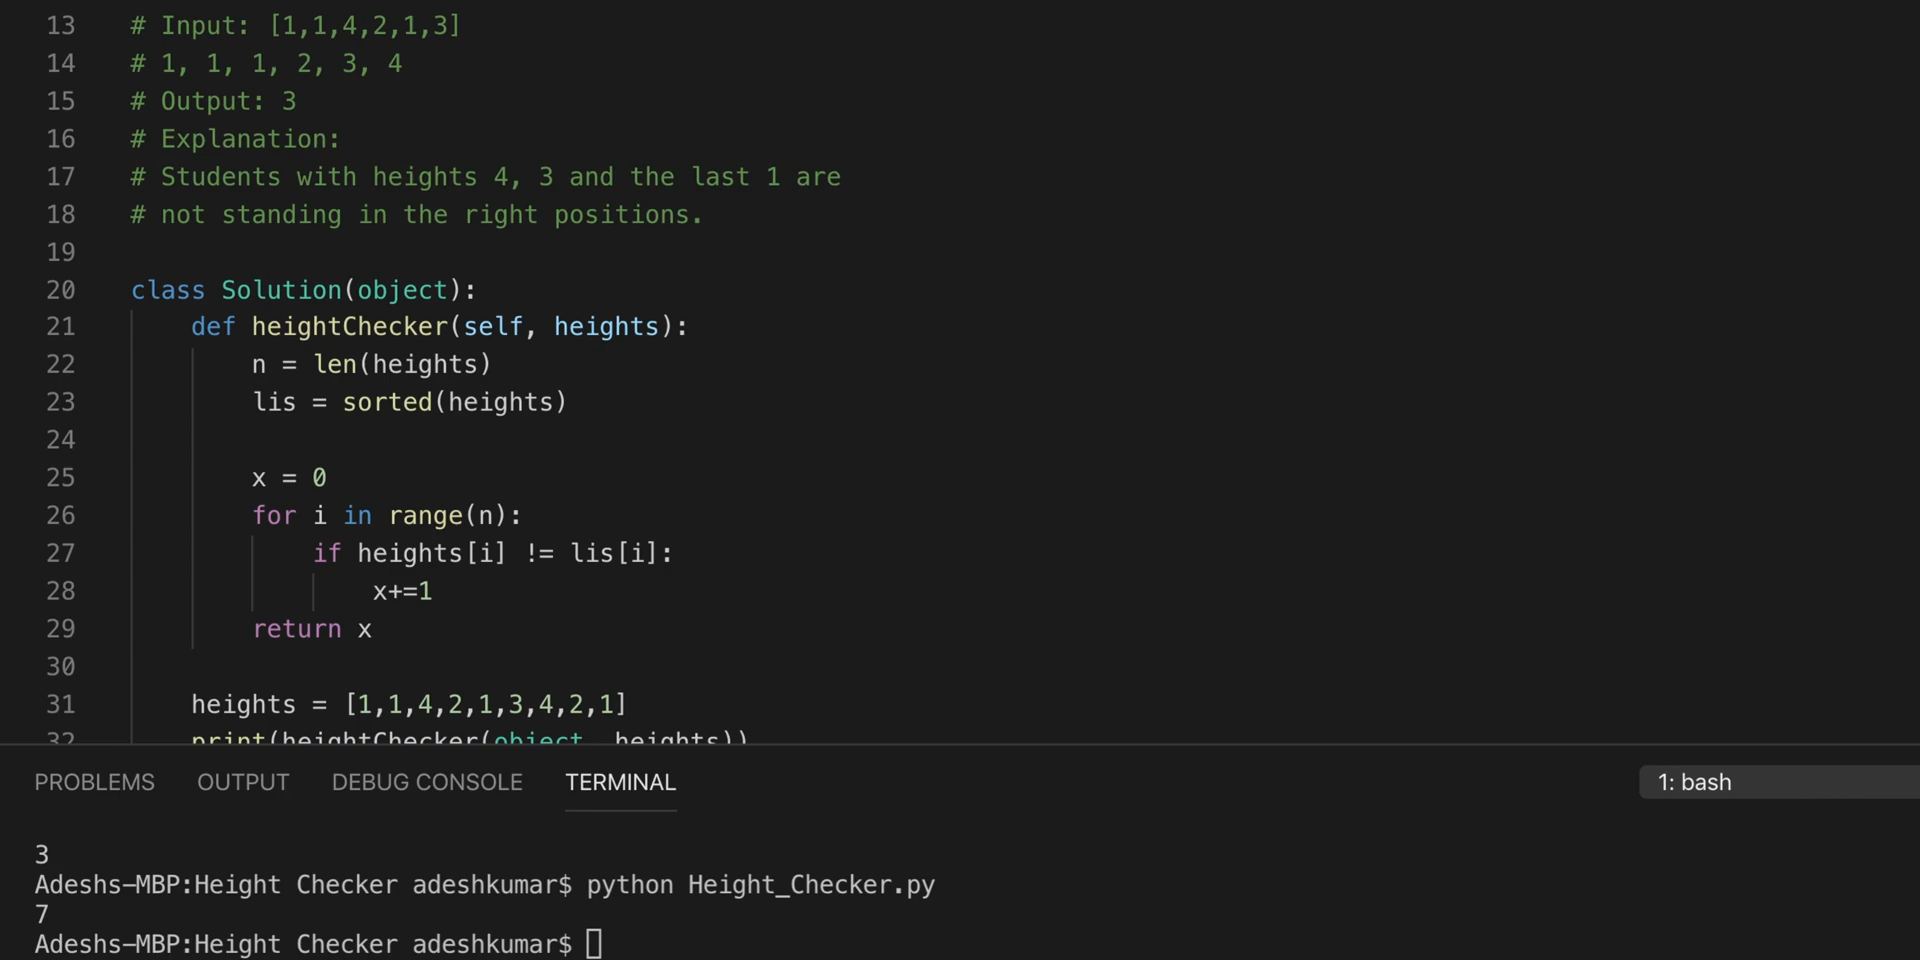 13 # Input: [1,1,4,2,1,3]
14 # 1, 1, 1, 2, 3, 4
15 # Output: 3
16 # Explanation:
17 # Students with heights 4, 3 and the last 1 are
18 # not standing in the right positions.
19
20 class Solution(object):
21 def heightChecker(self, heights):
22 n = len(heights)
23 lis = sorted(heights)
24
25 x = 0
26 for i in range(n):
27 if heights[i] != lis[i]:
28 x+=1
29 return x
30
31 heights = [1,1,4,2,1,3,4,2,1]
32 print(heightChecker(object, heights))
PROBLEMS OUTPUT DEBUG CONSOLE TERMINAL 1: bash
3
Adeshs-MBP:Height Checker adeshkumar$ python Height_Checker.py
7
Adeshs-MBP:Height Checker adeshkumar$